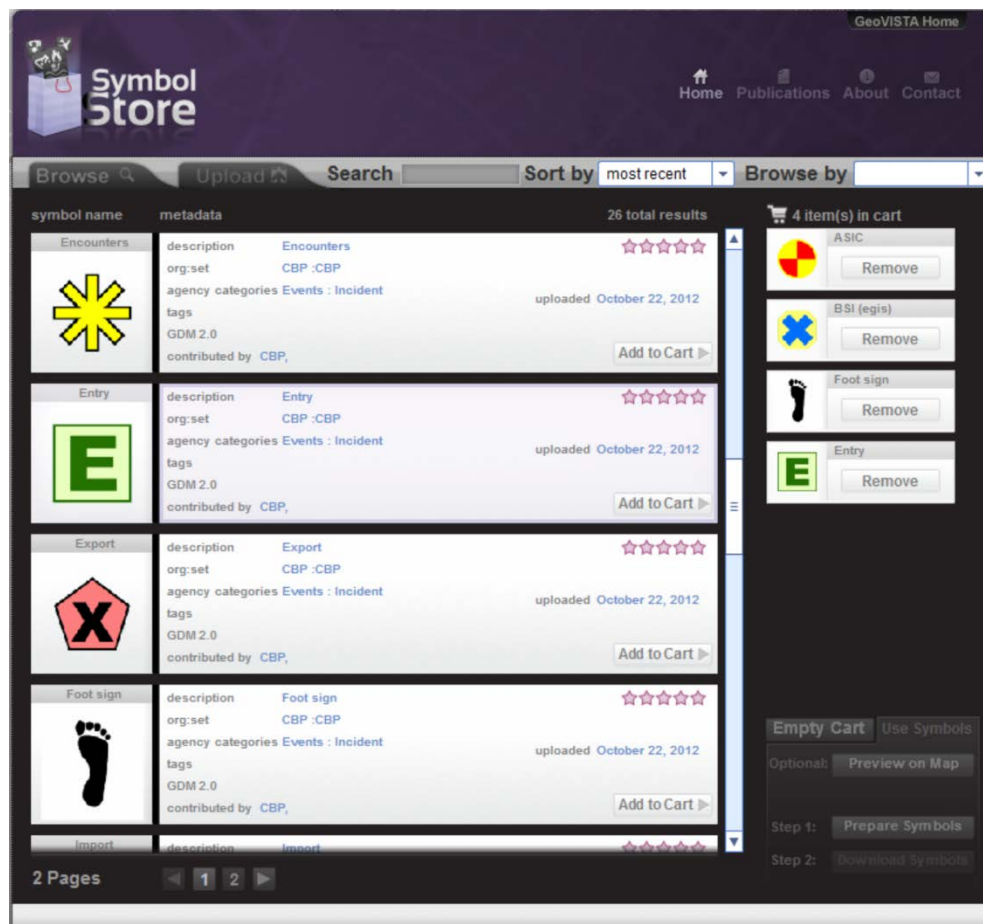 GeoVISTA Home
Symbol
Store
Home Publications About Contact
Browse Upload Search Sort by most recent Browse by
symbol name metadata 26 total results 4 item(s) in cart
Encounters
description Encounters
org:set CBP :CBP
agency categories Events : Incident
uploaded October 22, 2012
tags
GDM 2.0
contributed by CBP,
Add to Cart
Entry
E
description Entry
org:set CBP :CBP
agency categories Events : Incident
uploaded October 22, 2012
tags
GDM 2.0
contributed by CBP,
Add to Cart
Export
X
description Export
org:set CBP :CBP
agency categories Events : Incident
uploaded October 22, 2012
tags
GDM 2.0
contributed by CBP,
Add to Cart
Foot sign
description Foot sign
org:set CBP :CBP
agency categories Events : Incident
uploaded October 22, 2012
tags
GDM 2.0
contributed by CBP,
Add to Cart
Import
description Import
2 Pages 1 2
ASIC
Remove
BSI (egis)
Remove
Foot sign
Remove
Entry
E
Remove
Empty Cart Use Symbols
Optional: Preview on Map
Step 1: Prepare Symbols
Step 2: Download Symbols